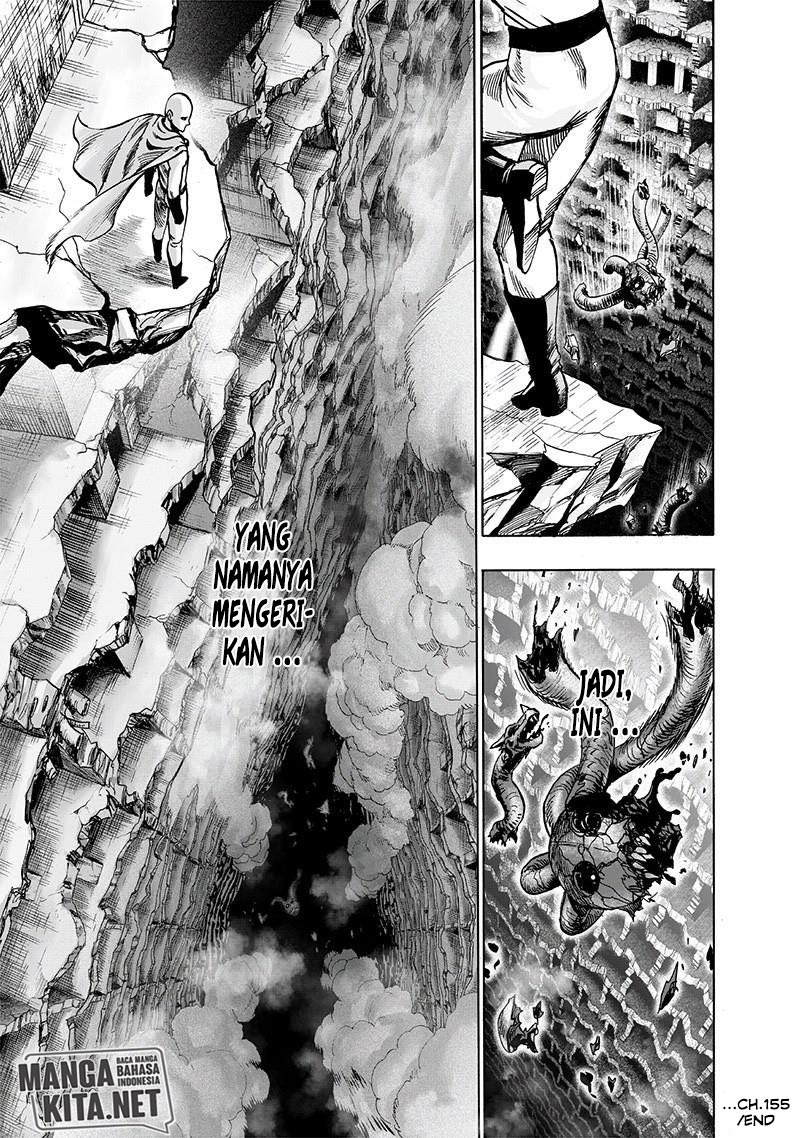 JADI,
INI ...
YANG
NAMANYA
MENGERI-
KAN ...
...CH.155
/END
MANGA
KITA.NET
BACA MANGA
BAHASA
INDONESIA